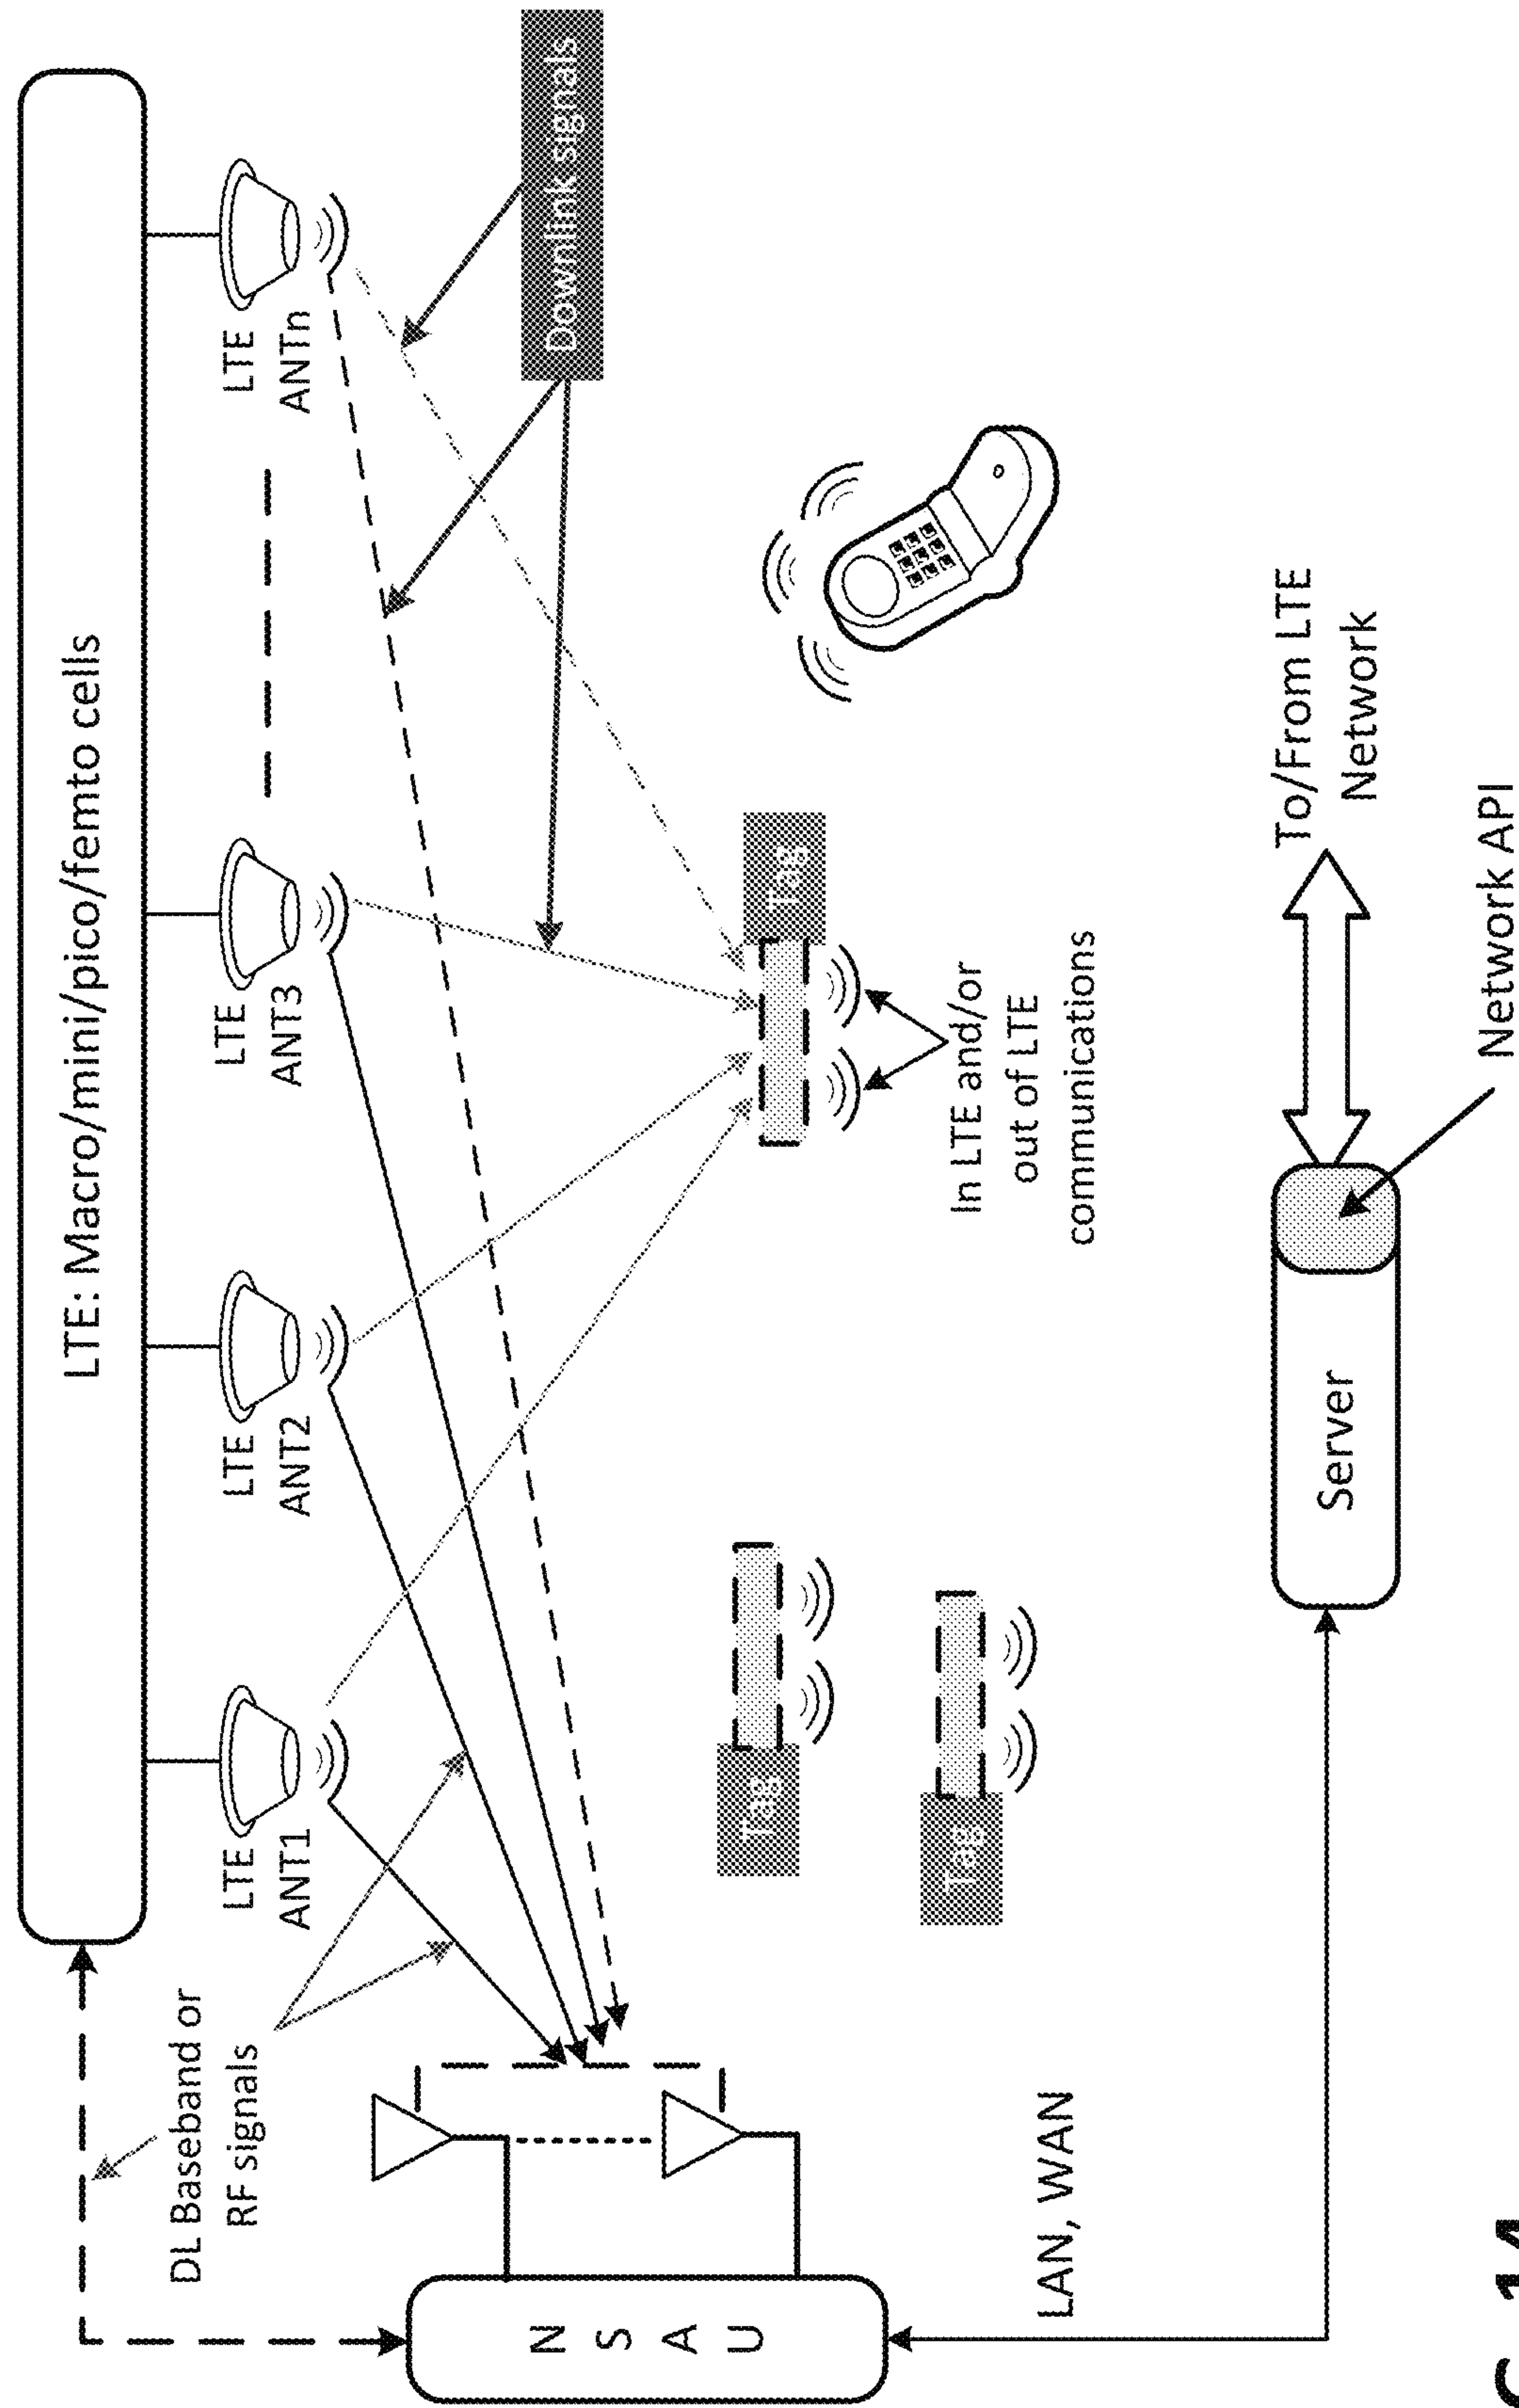 LTE: Macro/mini/pico/femto cells
DL Baseband or
RF signals
LTE
ANT1
LTE
ANT2
LTE
ANT3
LTE
ANTn
Downlink signals
N
S
A
U
Tag
Tag
Tag
In LTE and/or
out of LTE
communications
LAN, WAN
Server
To/From LTE
Network
Network API